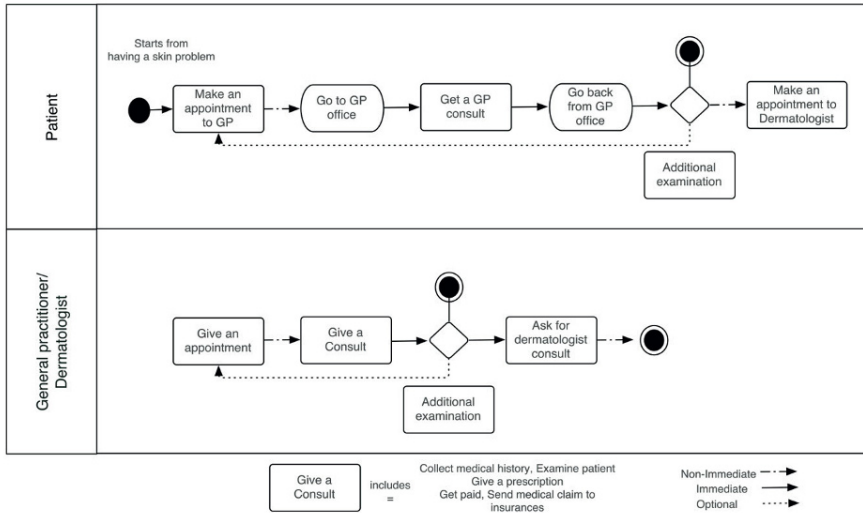 Starts from
having a skin problem
Patient
Make an
appointment
to GP
Go to GP
office
Get a GP
consult
Go back
from GP
office
Make an
appointment to
Dermatologist
Additional
examination
General practitioner/
Dermatologist
Give an
appointment
Give a
Consult
Ask for
dermatologist
consult
Additional
examination
Give a
Consult
includes
=
Collect medical history, Examine patient
Give a prescription
Get paid, Send medical claim to
insurances
Non-Immediate
Immediate
Optional